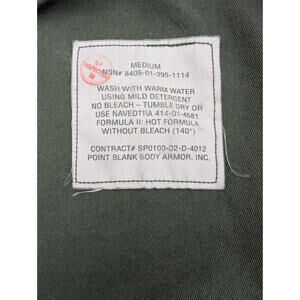 MEDIUM
NSN# 8405-01-395-1114
WASH WITH WARM WATER
USING MILD DETERGENT
NO BLEACH - TUMBLE DRY OR
USE NAVEDTRA 414-01-4581
FORMULA II: HOT FORMULA
WITHOUT BLEACH (140°)
CONTRACT# SP0100-02-D-4012
POINT BLANK BODY ARMOR, INC.